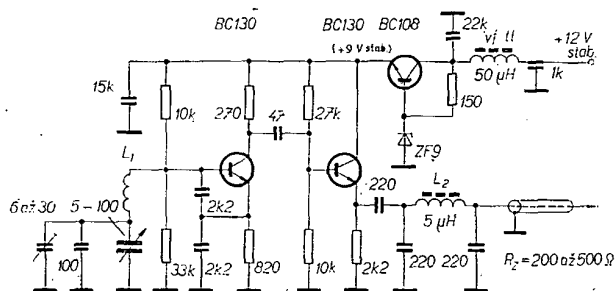 BC130
BC130
BC108
22k
vf tl
+12 V
stab.
(+9 V stab.)
50 µH
1k
15k
10k
270
47
27k
150
ZF9
L1
L2
220
5 µH
6 až 30
5-100
2k2
100
33k
2k2
820
10k
2k2
220
220
Rz = 200 až 500 Ω